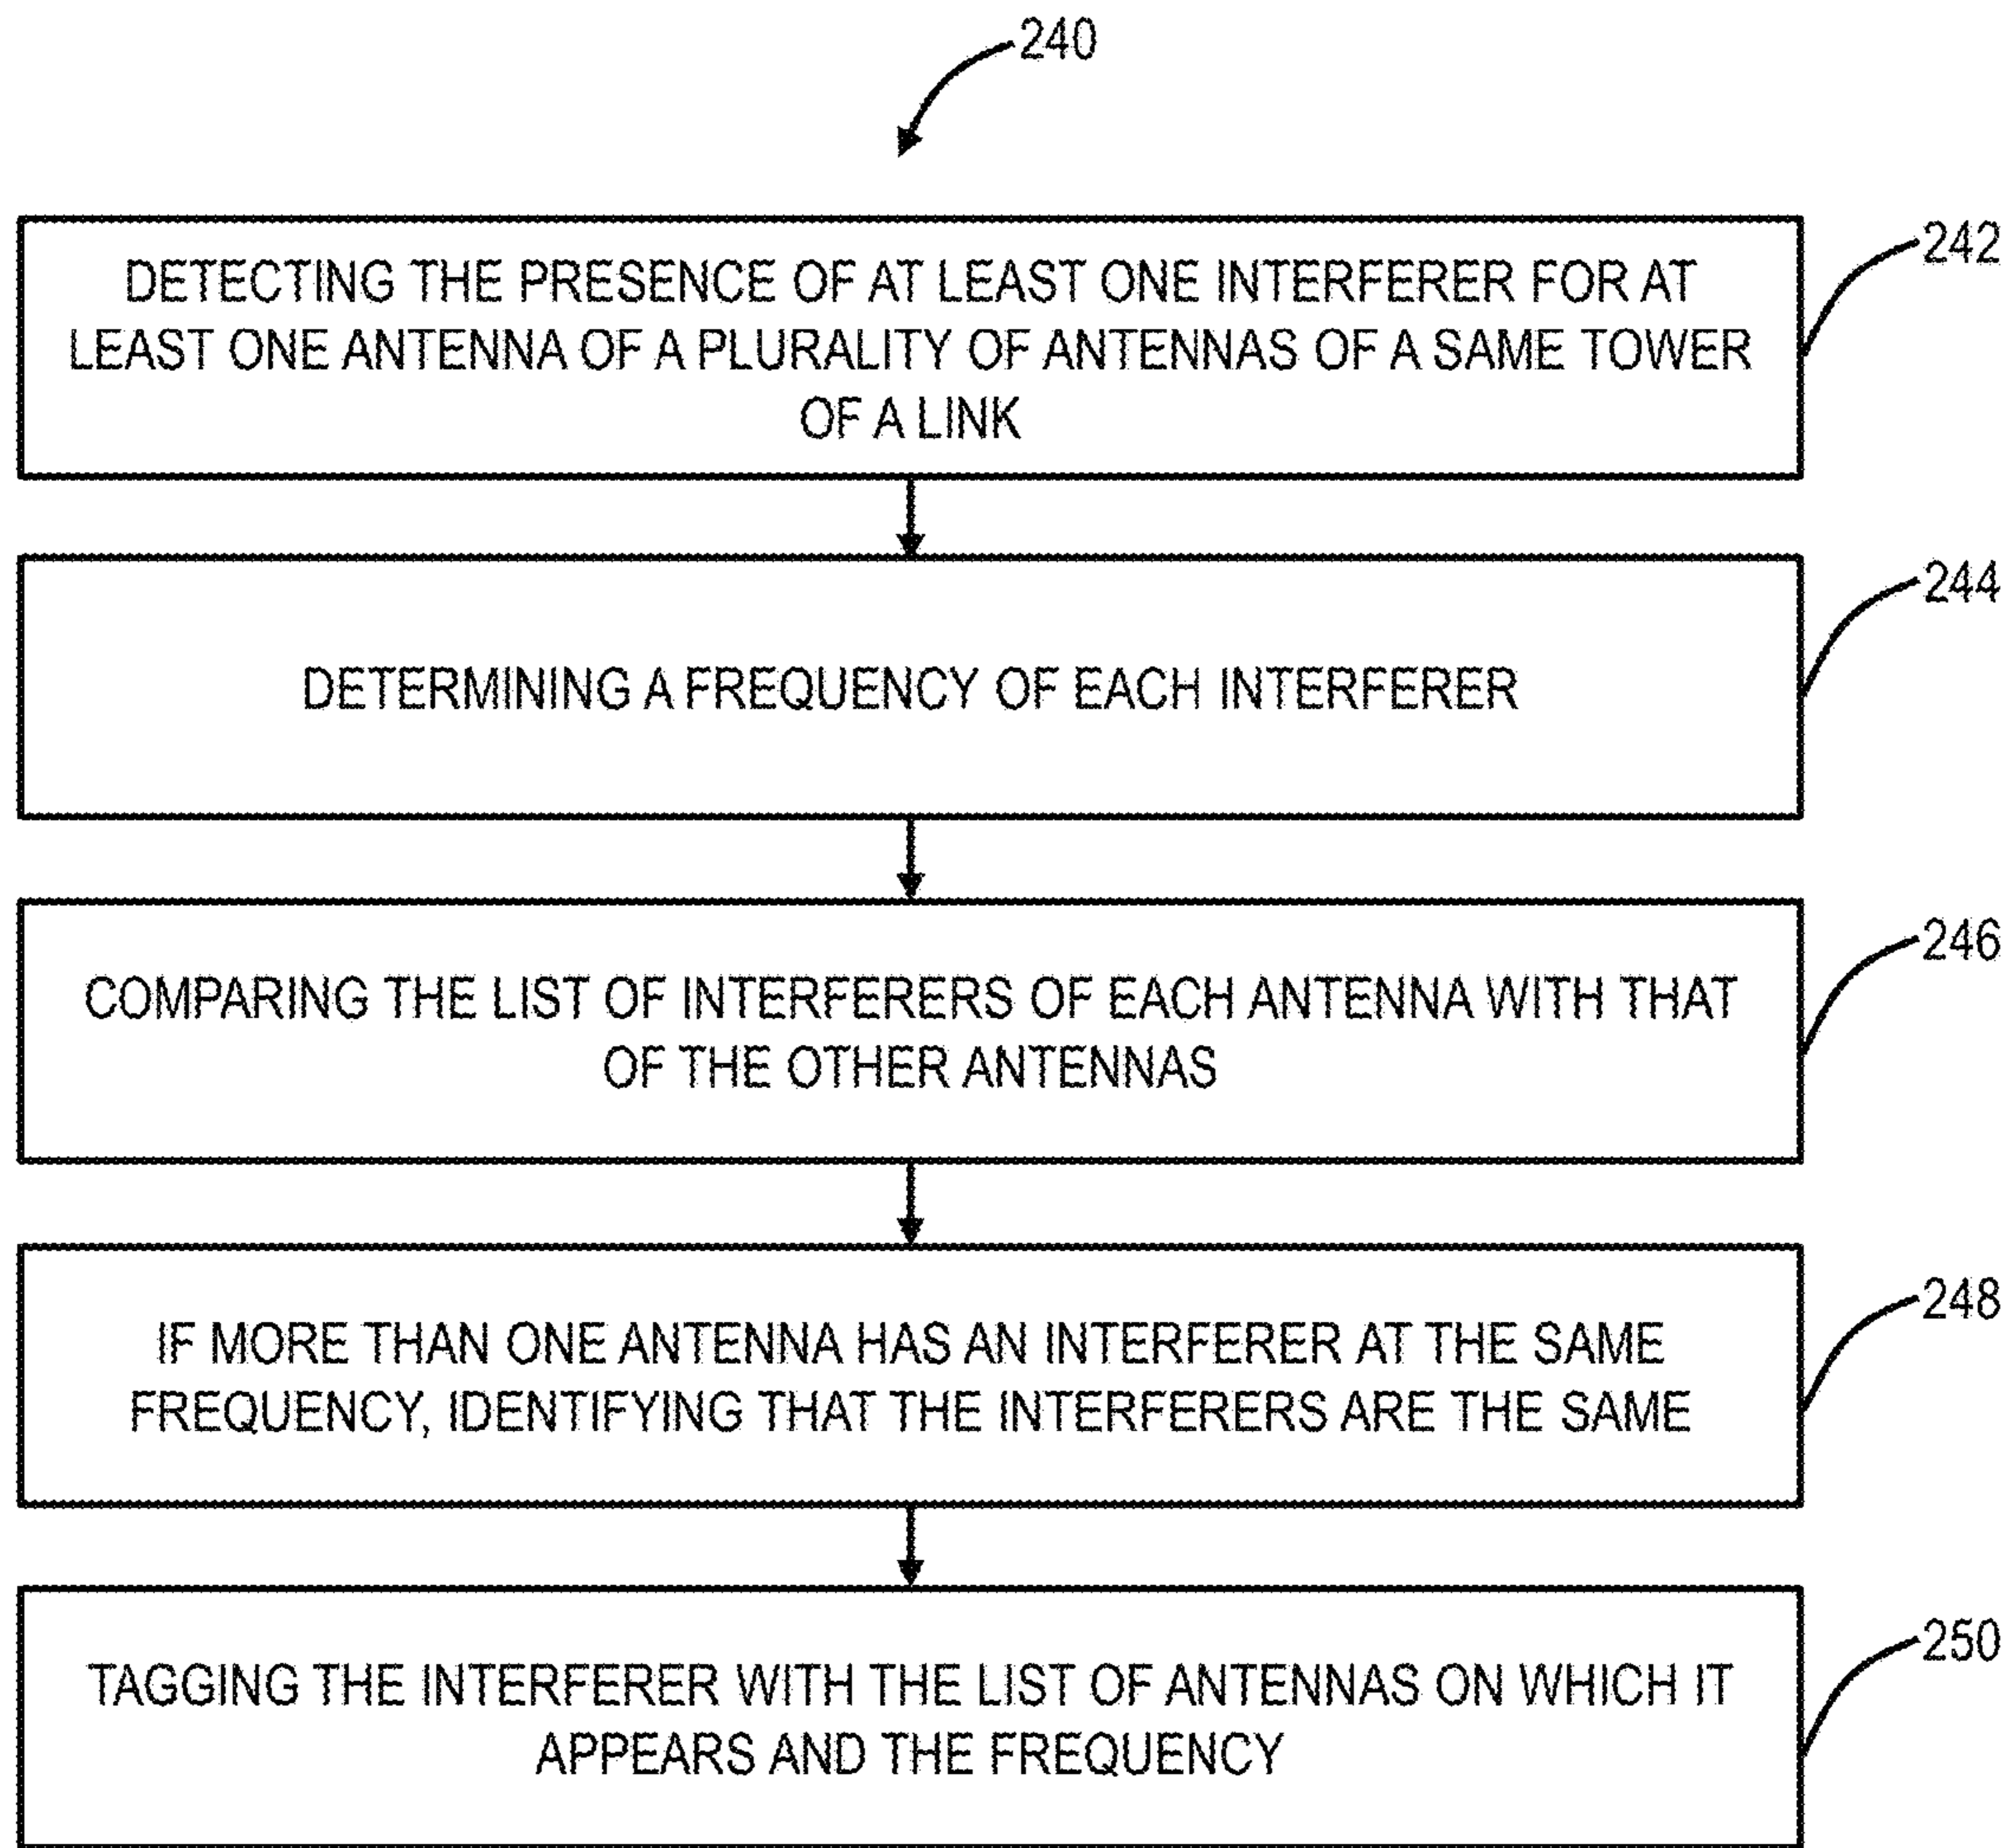 240
DETECTING THE PRESENCE OF AT LEAST ONE INTERFERER FOR AT
LEAST ONE ANTENNA OF A PLURALITY OF ANTENNAS OF A SAME TOWER
OF A LINK
242
DETERMINING A FREQUENCY OF EACH INTERFERER
244
COMPARING THE LIST OF INTERFERERS OF EACH ANTENNA WITH THAT
OF THE OTHER ANTENNAS
246
IF MORE THAN ONE ANTENNA HAS AN INTERFERER AT THE SAME
FREQUENCY, IDENTIFYING THAT THE INTERFERERS ARE THE SAME
248
TAGGING THE INTERFERER WITH THE LIST OF ANTENNAS ON WHICH IT
APPEARS AND THE FREQUENCY
250